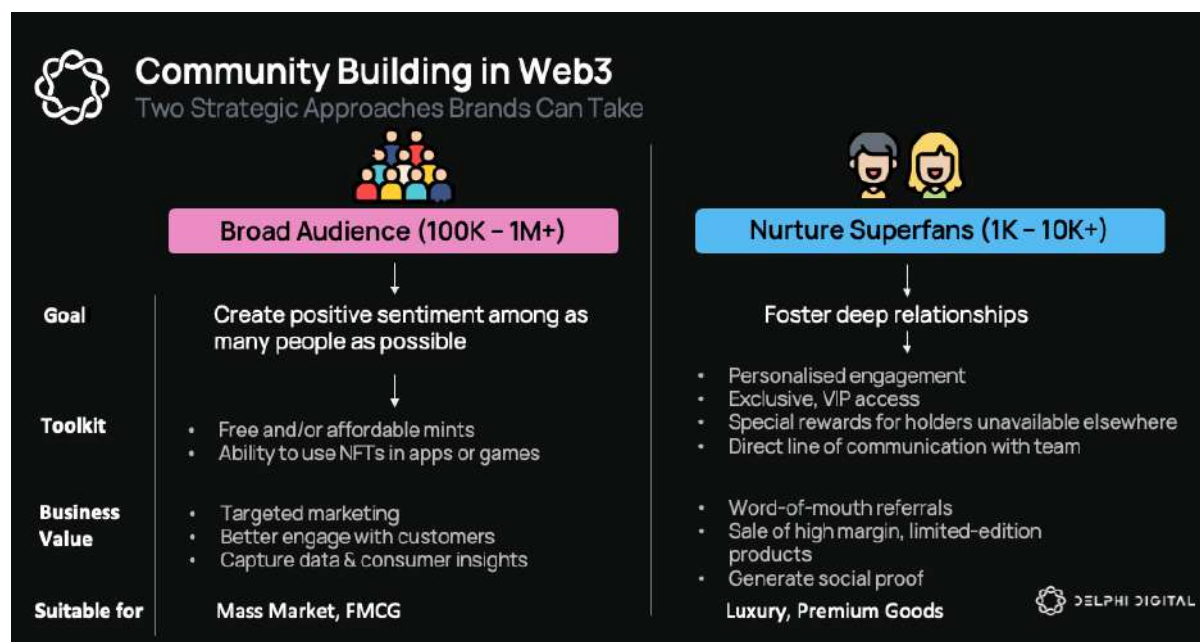 Community Building in Web3
Two Strategic Approaches Brands Can Take
Broad Audience (100K – 1M+)
Nurture Superfans (1K – 10K+)
Goal
Create positive sentiment among as
many people as possible
Foster deep relationships
Toolkit
• Free and/or affordable mints
• Ability to use NFTs in apps or games
• Personalised engagement
• Exclusive, VIP access
• Special rewards for holders unavailable elsewhere
• Direct line of communication with team
Business
Value
• Targeted marketing
• Better engage with customers
• Capture data & consumer insights
• Word-of-mouth referrals
• Sale of high margin, limited-edition
products
• Generate social proof
Suitable for
Mass Market, FMCG
Luxury, Premium Goods
DELPHI DIGITAL